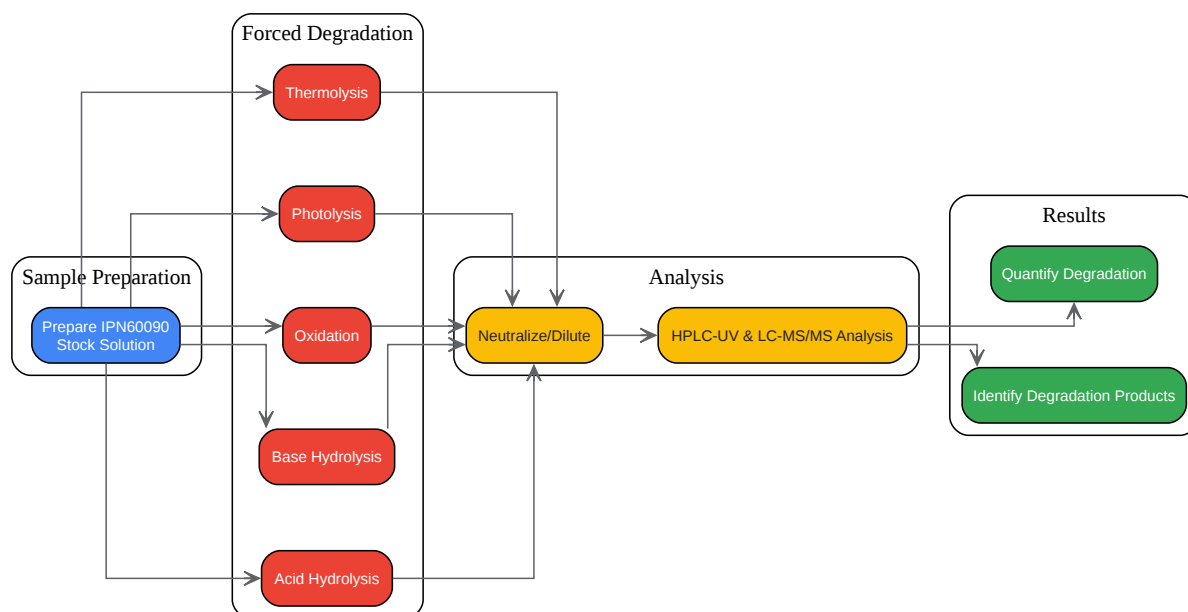 Sample Preparation
Prepare IPN60090
Stock Solution
Forced Degradation
Thermolysis
Photolysis
Oxidation
Base Hydrolysis
Acid Hydrolysis
Analysis
Neutralize/Dilute
HPLC-UV & LC-MS/MS Analysis
Results
Quantify Degradation
Identify Degradation Products